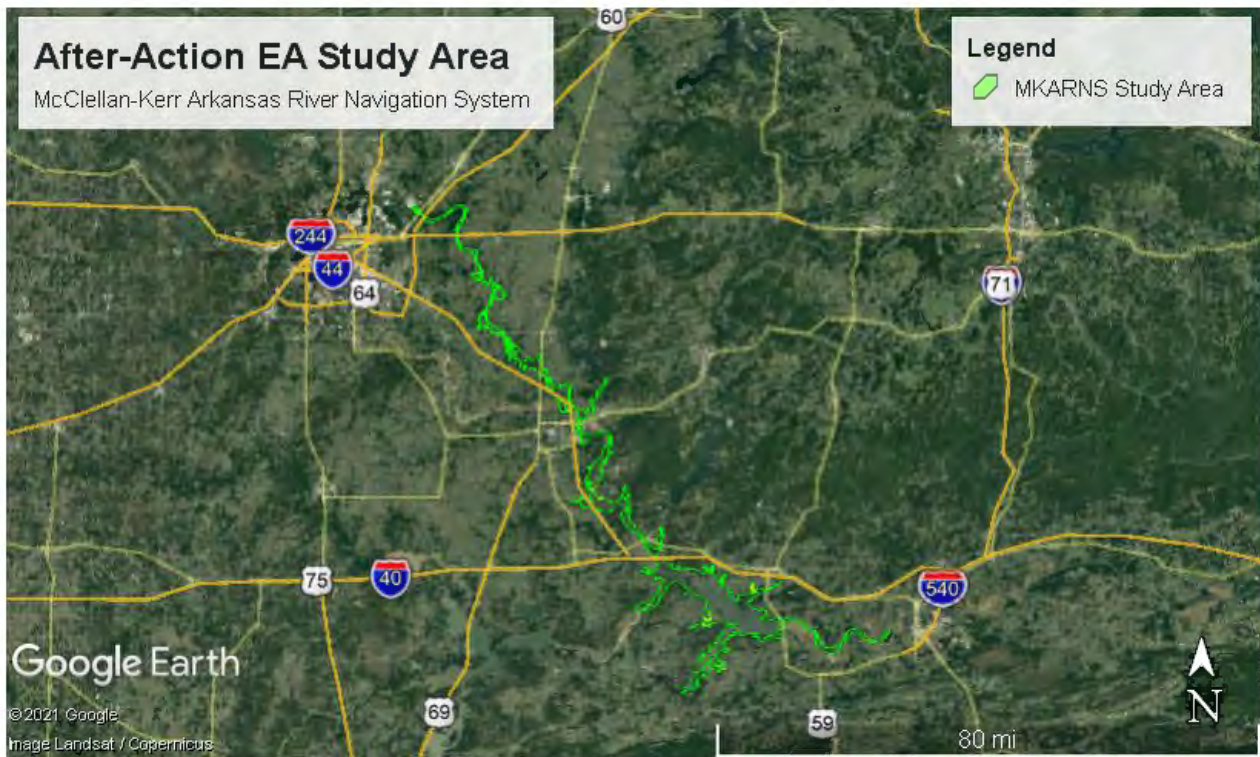 After-Action EA Study Area
McClellan-Kerr Arkansas River Navigation System
Legend
MKARNS Study Area
60
244
44
64
71
75
40
540
69
59
Google Earth
©2021 Google
Image Landsat / Copernicus
N
80 mi